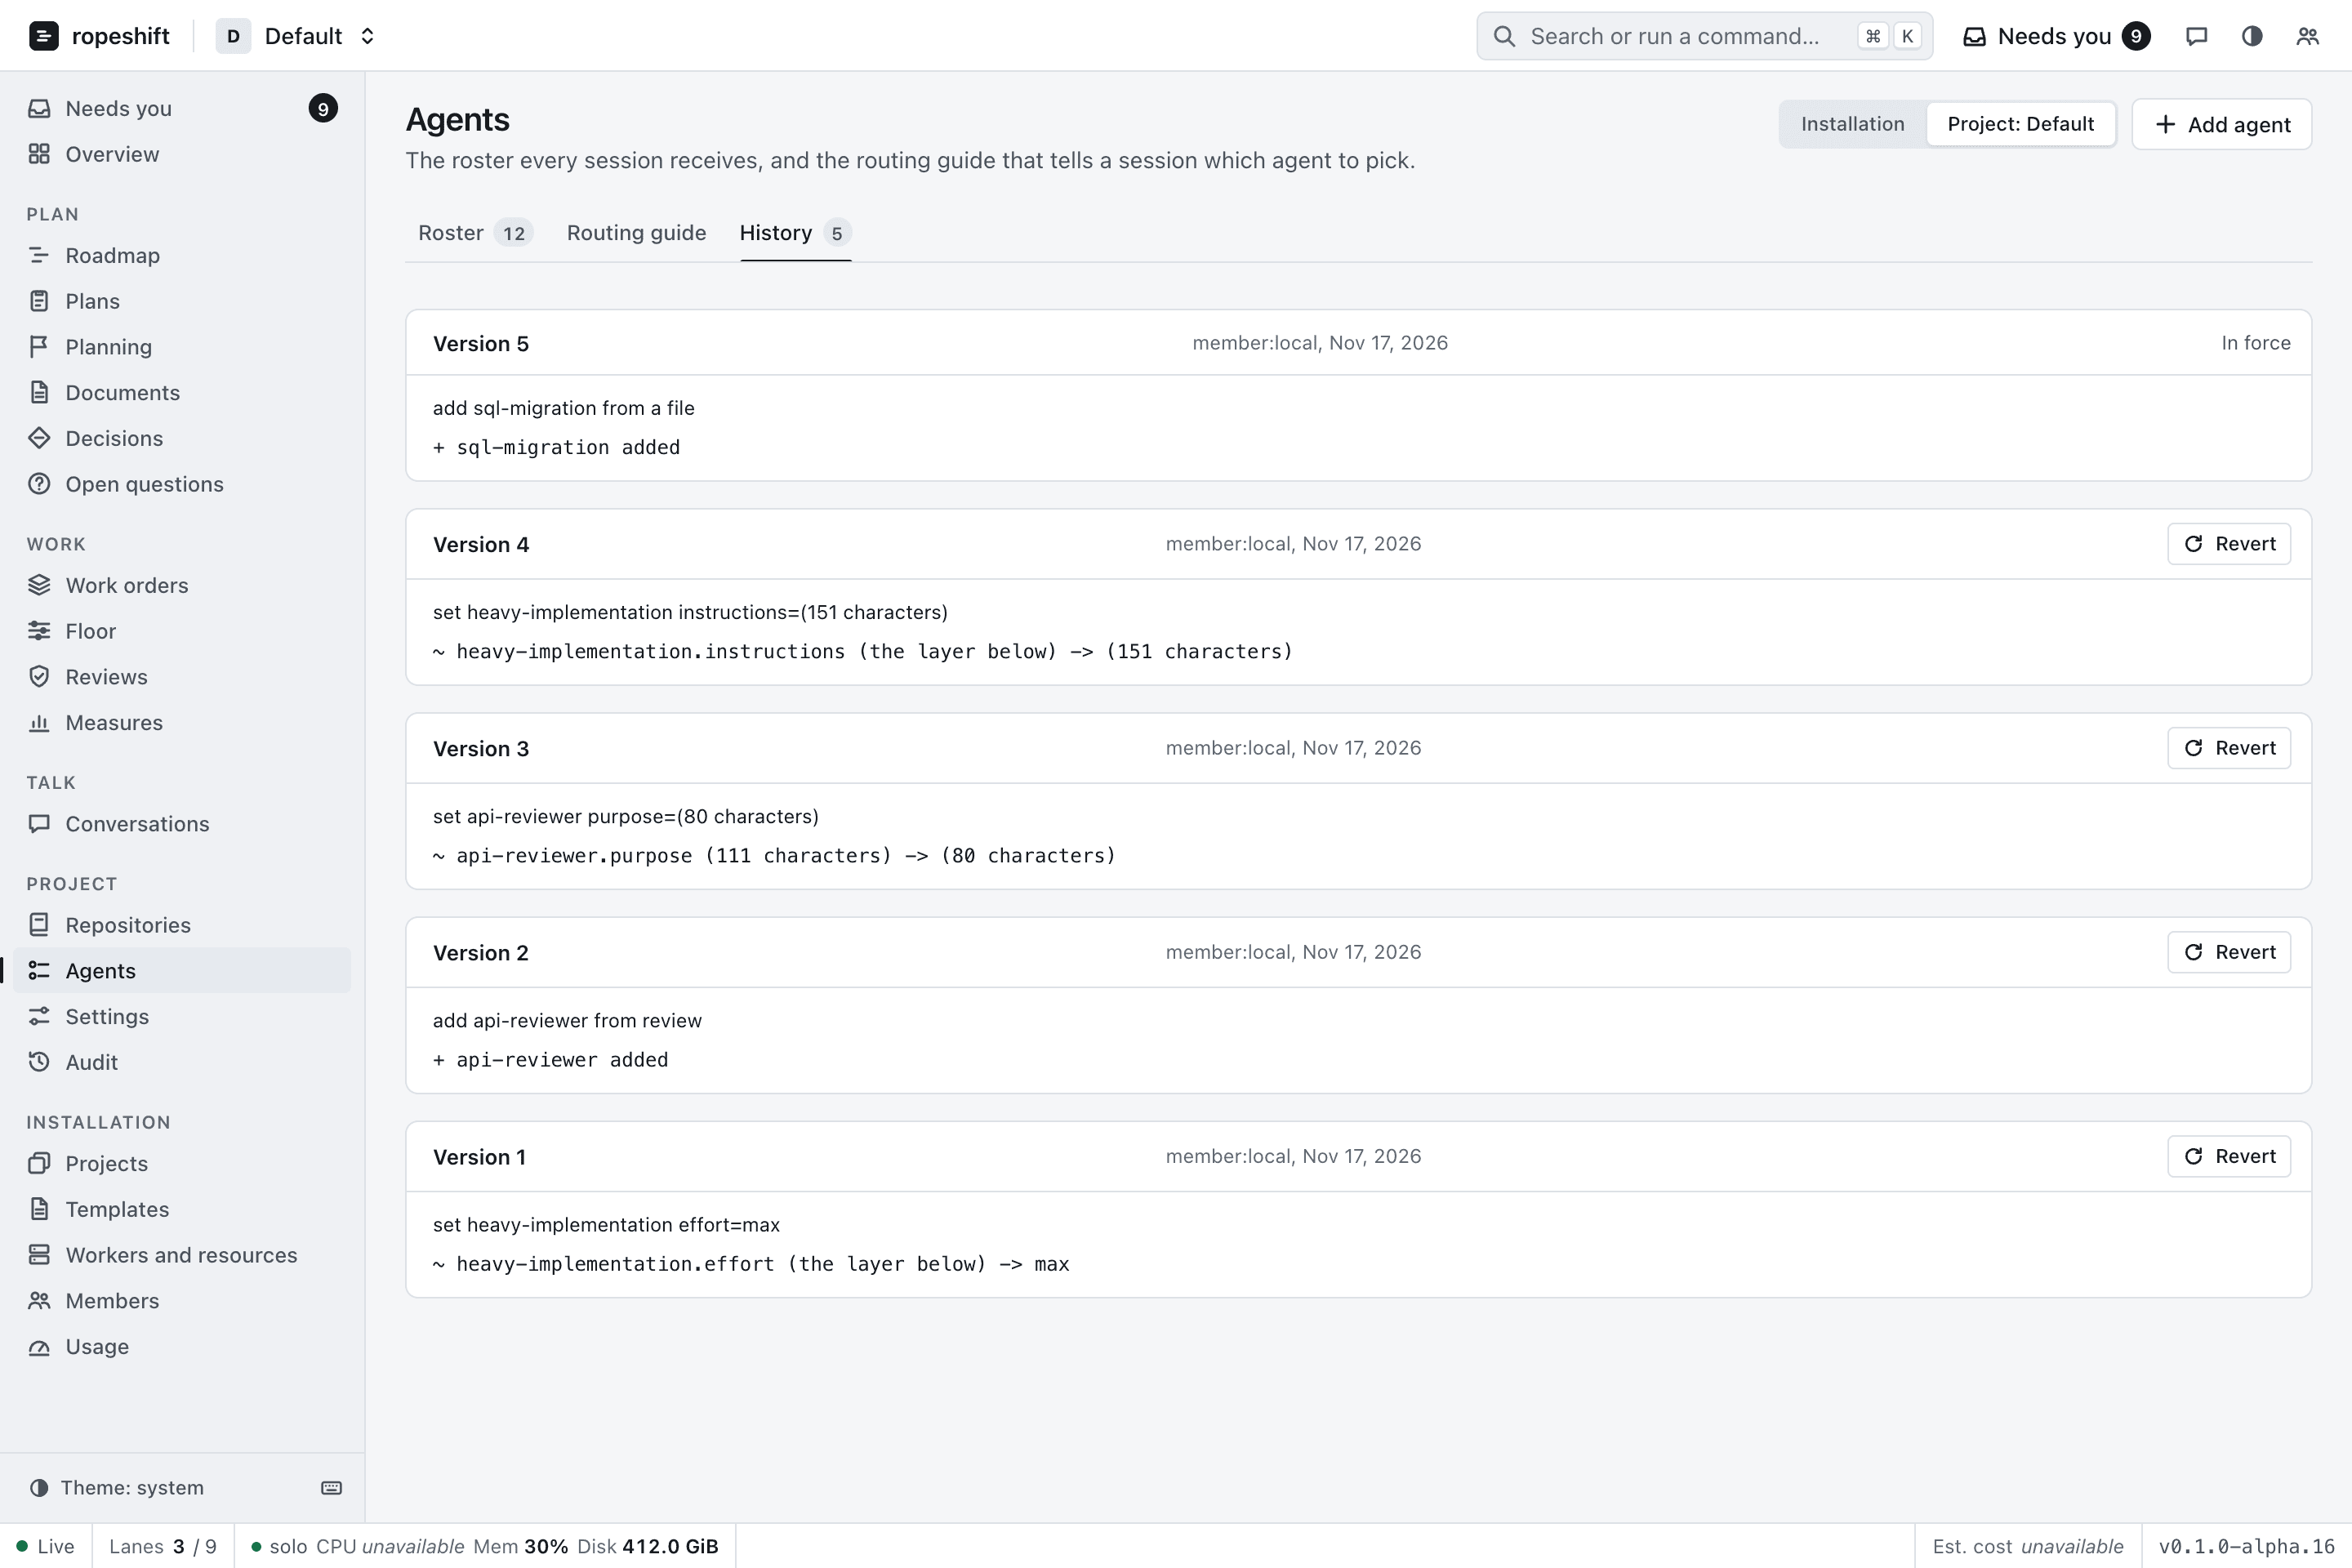 ropeshift
D Default
Search or run a command... ⌘ K
Needs you 9
Needs you 9
Overview
PLAN
Roadmap
Plans
Planning
Documents
Decisions
Open questions
WORK
Work orders
Floor
Reviews
Measures
TALK
Conversations
PROJECT
Repositories
Agents
Settings
Audit
INSTALLATION
Projects
Templates
Workers and resources
Members
Usage
Theme: system
Agents
The roster every session receives, and the routing guide that tells a session which agent to pick.
Installation Project: Default
+ Add agent
Roster 12 Routing guide History 5
Version 5 member:local, Nov 17, 2026 In force
add sql-migration from a file
+ sql-migration added
Version 4 member:local, Nov 17, 2026 Revert
set heavy-implementation instructions=(151 characters)
~ heavy-implementation.instructions (the layer below) -> (151 characters)
Version 3 member:local, Nov 17, 2026 Revert
set api-reviewer purpose=(80 characters)
~ api-reviewer.purpose (111 characters) -> (80 characters)
Version 2 member:local, Nov 17, 2026 Revert
add api-reviewer from review
+ api-reviewer added
Version 1 member:local, Nov 17, 2026 Revert
set heavy-implementation effort=max
~ heavy-implementation.effort (the layer below) -> max
Live Lanes 3 / 9 solo CPU unavailable Mem 30% Disk 412.0 GiB Est. cost unavailable v0.1.0-alpha.16